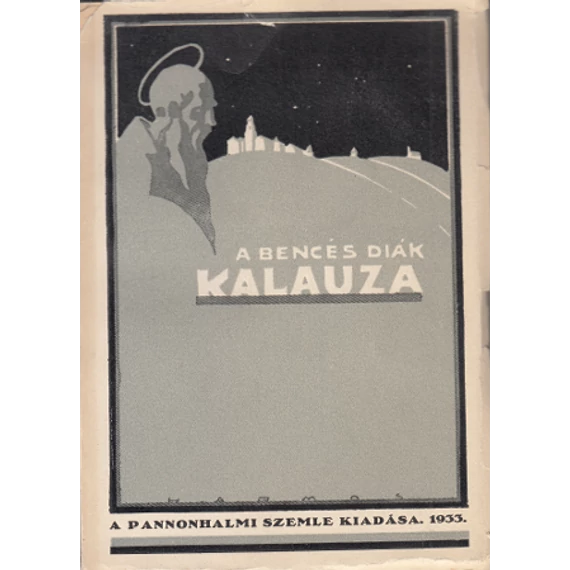 A BENCÉS DIÁK
KALAUZA
A PANNONHALMI SZEMLE KIADÁSA. 1933.